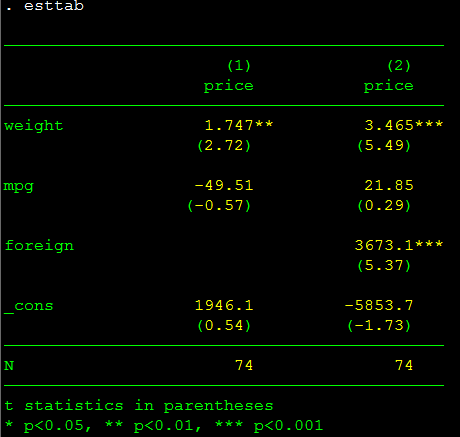 . esttab
(1) (2)
price price
weight 1.747** 3.465***
(2.72) (5.49)
mpg -49.51 21.85
(-0.57) (0.29)
foreign 3673.1***
(5.37)
_cons 1946.1 -5853.7
(0.54) (-1.73)
N 74 74
t statistics in parentheses
* p<0.05, ** p<0.01, *** p<0.001